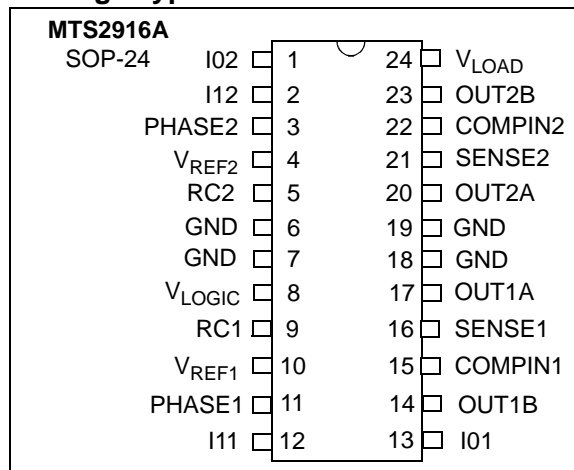 MTS2916A
SOP-24
I02 1 24 VLOAD
I12 2 23 OUT2B
PHASE2 3 22 COMPIN2
VREF2 4 21 SENSE2
RC2 5 20 OUT2A
GND 6 19 GND
GND 7 18 GND
VLOGIC 8 17 OUT1A
RC1 9 16 SENSE1
VREF1 10 15 COMPIN1
PHASE1 11 14 OUT1B
I11 12 13 I01